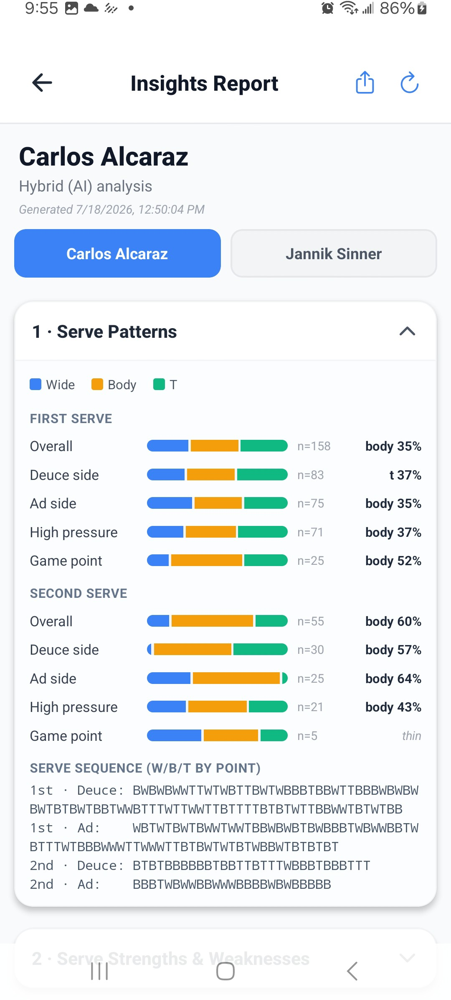 9:55
86%
Insights Report
Carlos Alcaraz
Hybrid (AI) analysis
Generated 7/18/2026, 12:50:04 PM
Carlos Alcaraz
Jannik Sinner
1 · Serve Patterns
Wide
Body
T
FIRST SERVE
Overall n=158 body 35%
Deuce side n=83 t 37%
Ad side n=75 body 35%
High pressure n=71 body 37%
Game point n=25 body 52%
SECOND SERVE
Overall n=55 body 60%
Deuce side n=30 body 57%
Ad side n=25 body 64%
High pressure n=21 body 43%
Game point n=5 thin
SERVE SEQUENCE (W/B/T BY POINT)
1st · Deuce: BWBWBWWTTWTWBTTBWTWBBBTBBWTTBBBWBWBW
BWTBTBWTBBTWWBTTTWTTWWTTBTTTTBTBTWTTBBWWTBTWTBB
1st · Ad: WBTWTBWTBWWTWWTBBWBWBTBWBBBTWBWWBBTW
BTTTWTBBBWWWTTWWWTTBTBWTWTBTWBBWTBTBTBT
2nd · Deuce: BTBTBBBBBBTBBTTBTTTWBBBTBBBTTT
2nd · Ad: BBBTWBWWBBWWWBBBBWBWBBBBB
2 · Serve Strengths & Weaknesses